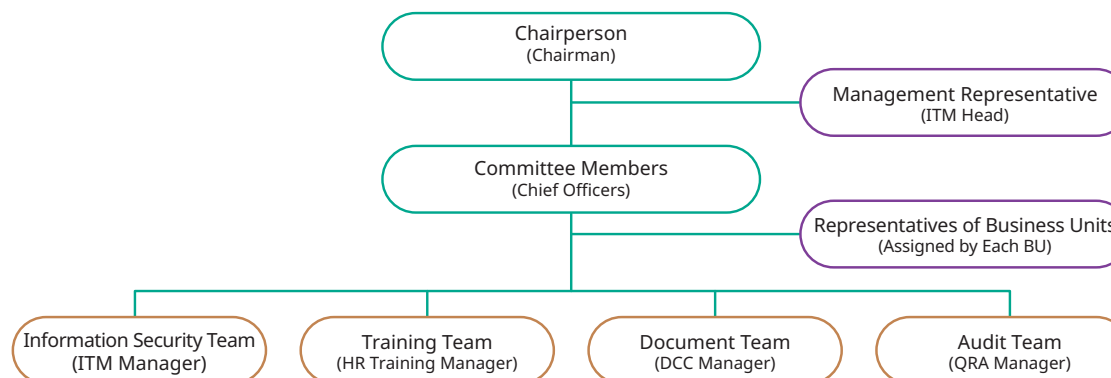 Chairperson
(Chairman)
Management Representative
(ITM Head)
Committee Members
(Chief Officers)
Representatives of Business Units
(Assigned by Each BU)
Information Security Team
(ITM Manager)
Training Team
(HR Training Manager)
Document Team
(DCC Manager)
Audit Team
(QRA Manager)